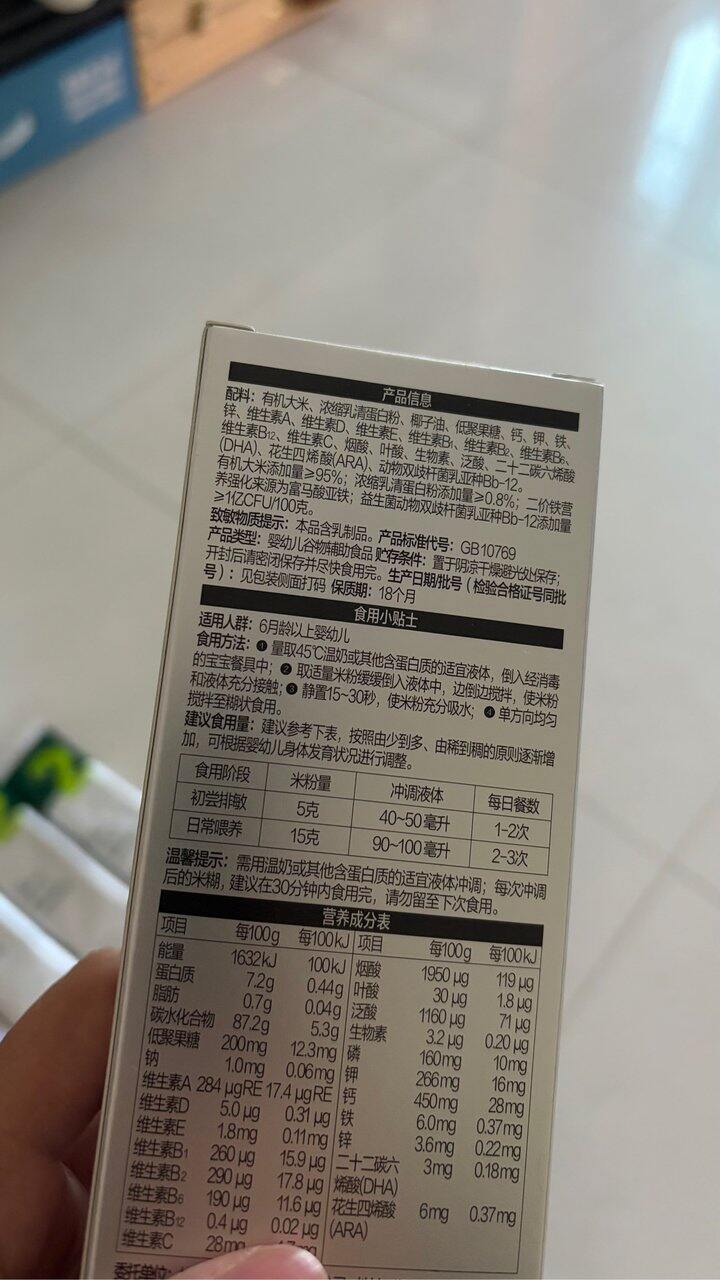 产品信息
配料：有机大米、浓缩乳清蛋白粉、椰子油、低聚果糖、钙、钾、铁、
锌、维生素A、维生素D、维生素E、维生素B₁、维生素B₂、维生素B₆、
维生素B₁₂、维生素C、烟酸、叶酸、生物素、泛酸、二十二碳六烯酸
(DHA)、花生四烯酸(ARA)、动物双歧杆菌乳亚种Bb-12。
有机大米添加量≥95%；浓缩乳清蛋白粉添加量≥0.8%；二价铁营
养强化来源为富马酸亚铁；益生菌动物双歧杆菌乳亚种Bb-12添加量
≥1亿CFU/100克。
致敏物质提示：本品含乳制品。产品标准代号：GB10769
产品类型：婴幼儿谷物辅助食品 贮存条件：置于阴凉干燥避光处保存；
开封后请密闭保存并尽快食用完。生产日期/批号（检验合格证号同批
号）：见包装侧面打码 保质期：18个月
食用小贴士
适用人群：6月龄以上婴幼儿
食用方法：❶ 量取45℃温奶或其他含蛋白质的适宜液体，倒入经消毒
的宝宝餐具中；❷ 取适量米粉缓缓倒入液体中，边倒边搅拌，使米粉
和液体充分接触；❸ 静置15~30秒，使米粉充分吸水；❹ 单方向均匀
搅拌至糊状食用。
建议食用量：建议参考下表，按照由少到多、由稀到稠的原则逐渐增
加，可根据婴幼儿身体发育状况进行调整。
食用阶段 米粉量 冲调液体 每日餐数
初尝排敏 5克 40~50毫升 1-2次
日常喂养 15克 90~100毫升 2-3次
温馨提示：需用温奶或其他含蛋白质的适宜液体冲调；每次冲调
后的米糊，建议在30分钟内食用完，请勿留至下次食用。
营养成分表
项目 每100g 每100kJ
能量 1632kJ 100kJ
蛋白质 7.2g 0.44g
脂肪 0.7g 0.04g
碳水化合物 87.2g 5.3g
低聚果糖 200mg 12.3mg
钠 1.0mg 0.06mg
维生素A 284 μgRE 17.4 μgRE
维生素D 5.0 μg 0.31 μg
维生素E 1.8mg 0.11mg
维生素B₁ 260 μg 15.9 μg
维生素B₂ 290 μg 17.8 μg
维生素B₆ 190 μg 11.6 μg
维生素B₁₂ 0.4 μg 0.02 μg
维生素C 28mg
项目 每100g 每100kJ
烟酸 1950 μg 119 μg
叶酸 30 μg 1.8 μg
泛酸 1160 μg 71 μg
生物素 3.2 μg 0.20 μg
磷 160mg 10mg
钾 266mg 16mg
钙 450mg 28mg
铁 6.0mg 0.37mg
锌 3.6mg 0.22mg
二十二碳六 3mg 0.18mg
烯酸(DHA)
花生四烯酸 6mg 0.37mg
(ARA)
委托单位：